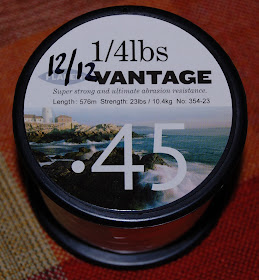 1/4lbs
12/12
VANTAGE
Super strong and ultimate abrasion resistance.
Length : 576m Strength: 23lbs / 10.4kg No. 354-23
.45